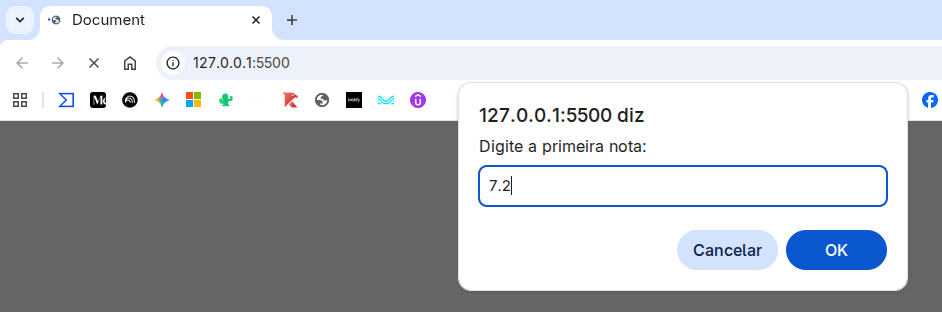 Document
127.0.0.1:5500
127.0.0.1:5500 diz
Digite a primeira nota:
7.2
Cancelar
OK